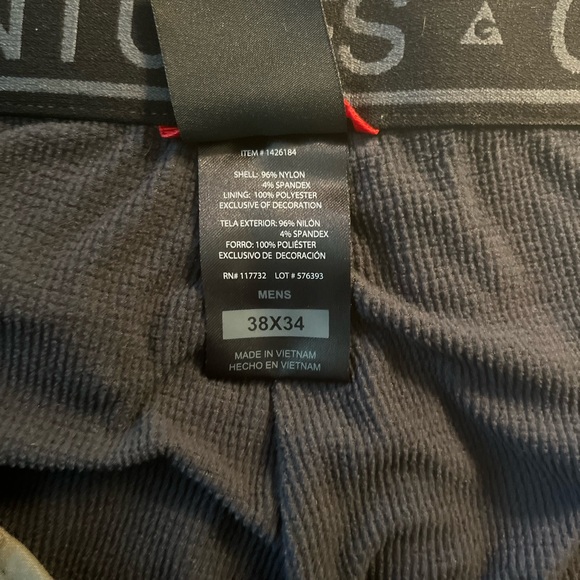 ITEM # 1426184
SHELL: 96% NYLON
4% SPANDEX
LINING: 100% POLYESTER
EXCLUSIVE OF DECORATION
TELA EXTERIOR: 96% NILÓN
4% SPANDEX
FORRO: 100% POLIÉSTER
EXCLUSIVO DE DECORACIÓN
RN# 117732 LOT # 576393
MENS
38X34
MADE IN VIETNAM
HECHO EN VIETNAM